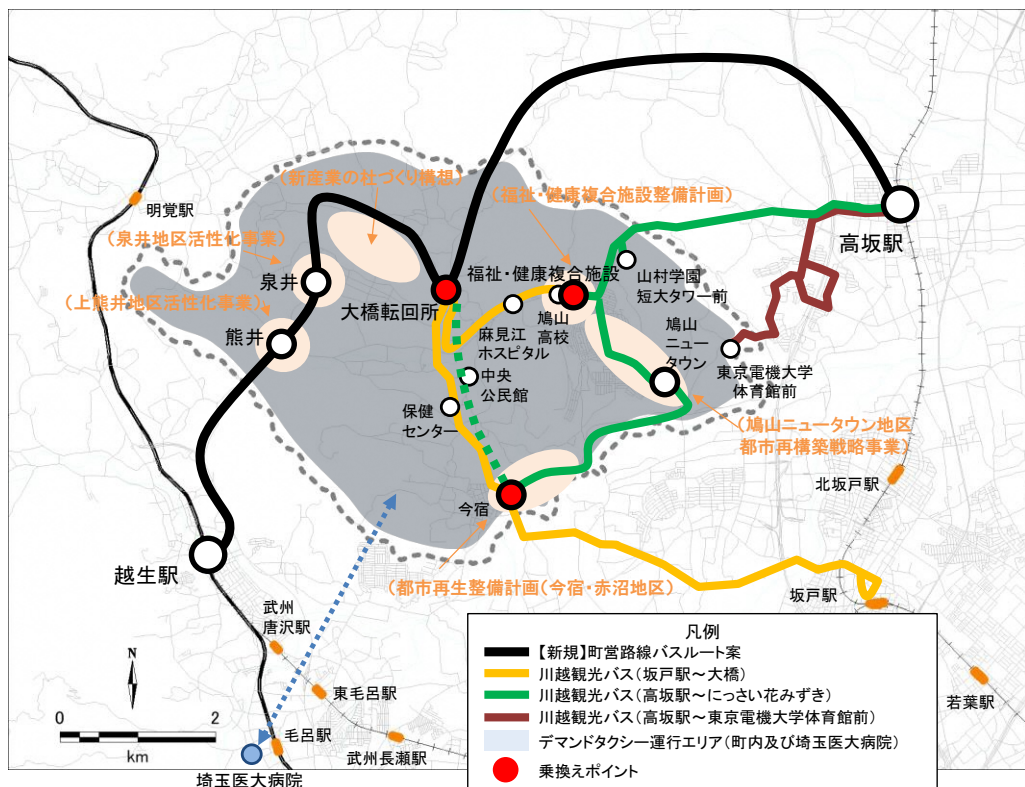 (新産業の杜づくり構想)
(福祉・健康複合施設整備計画)
明覚駅
(泉井地区活性化事業)
高坂駅
泉井
福祉・健康複合施設
山村学園
短大タワー前
(上熊井地区活性化事業)
大橋転回所
鳩山
高校
麻見江
ホスピタル
鳩山
ニュー
タウン
熊井
東京電機大学
体育館前
中央
公民館
保健
センター
(鳩山ニュータウン地区
都市再構築戦略事業)
北坂戸駅
今宿
越生駅
(都市再生整備計画(今宿・赤沼地区)
坂戸駅
武州
唐沢駅
N
東毛呂駅
若葉駅
0 2
km
毛呂駅
武州長瀬駅
埼玉医大病院
凡例
【新規】町営路線バスルート案
川越観光バス(坂戸駅~大橋)
川越観光バス(高坂駅~にっさい花みずき)
川越観光バス(高坂駅~東京電機大学体育館前)
デマンドタクシー運行エリア(町内及び埼玉医大病院)
乗換えポイント